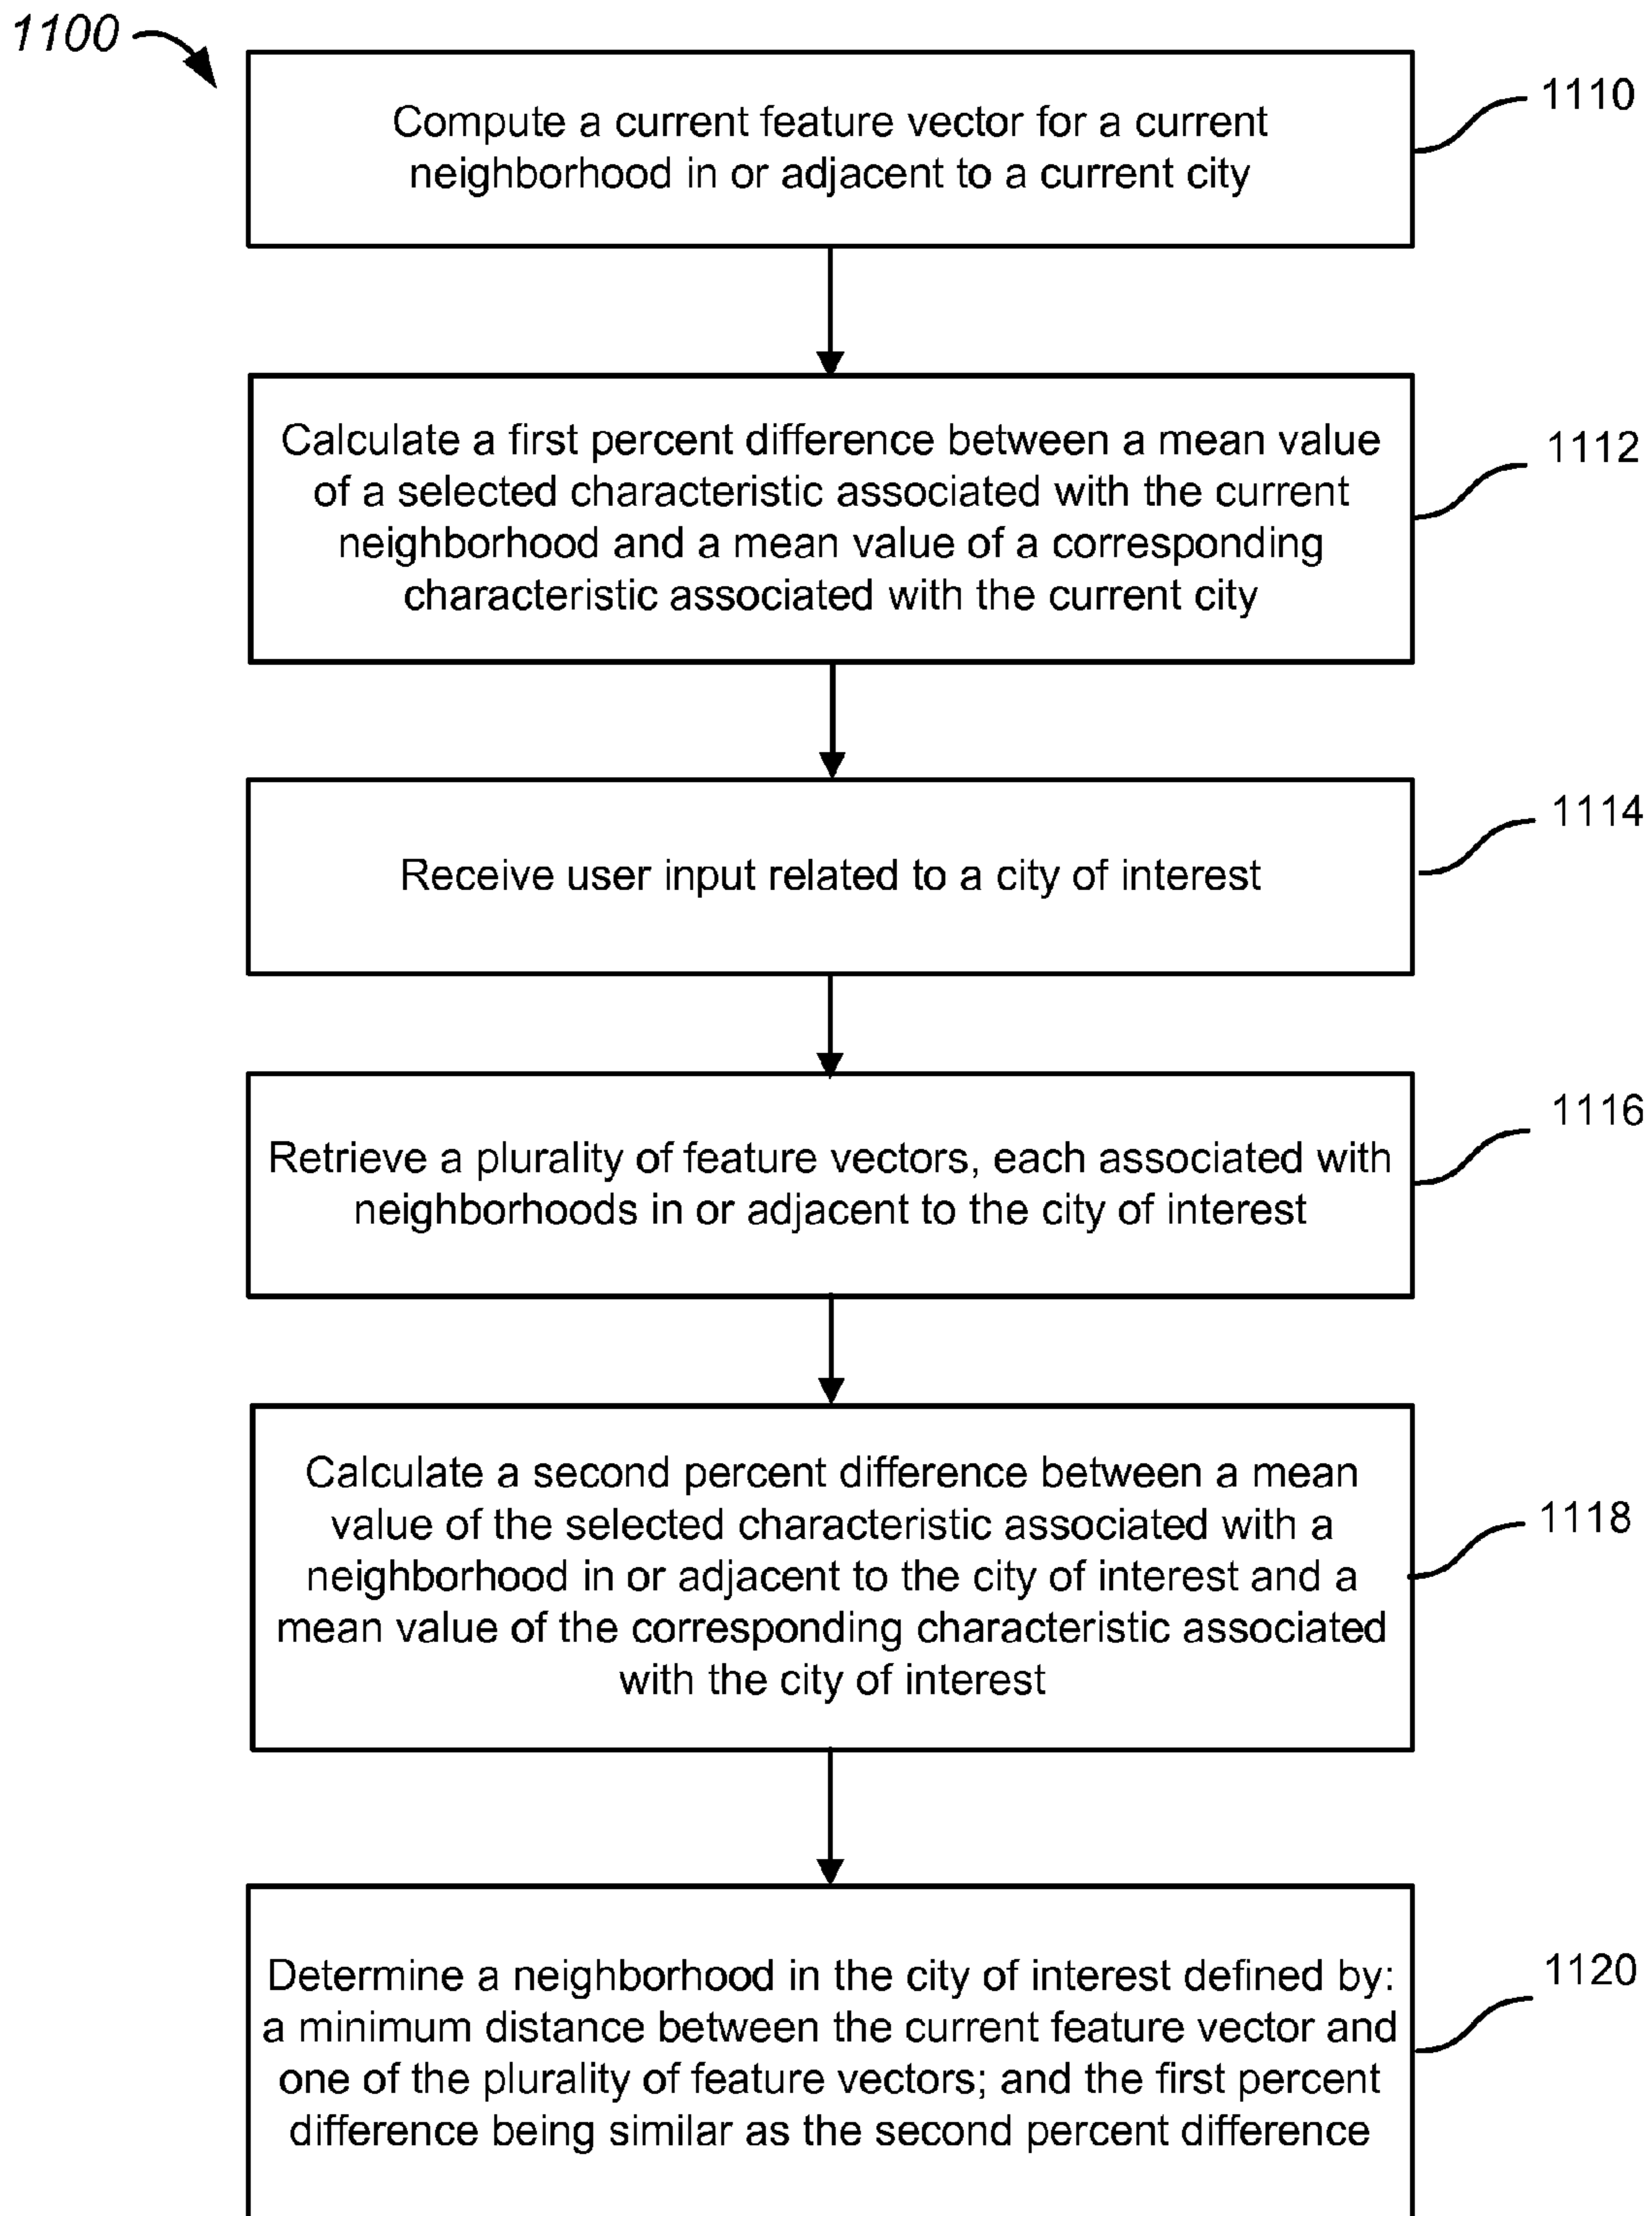 1100
Compute a current feature vector for a current
neighborhood in or adjacent to a current city
1110
Calculate a first percent difference between a mean value
of a selected characteristic associated with the current
neighborhood and a mean value of a corresponding
characteristic associated with the current city
1112
Receive user input related to a city of interest
1114
Retrieve a plurality of feature vectors, each associated with
neighborhoods in or adjacent to the city of interest
1116
Calculate a second percent difference between a mean
value of the selected characteristic associated with a
neighborhood in or adjacent to the city of interest and a
mean value of the corresponding characteristic associated
with the city of interest
1118
Determine a neighborhood in the city of interest defined by:
a minimum distance between the current feature vector and
one of the plurality of feature vectors; and the first percent
difference being similar as the second percent difference
1120